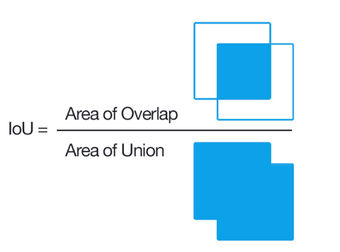 Area of Overlap
IoU =
Area of Union